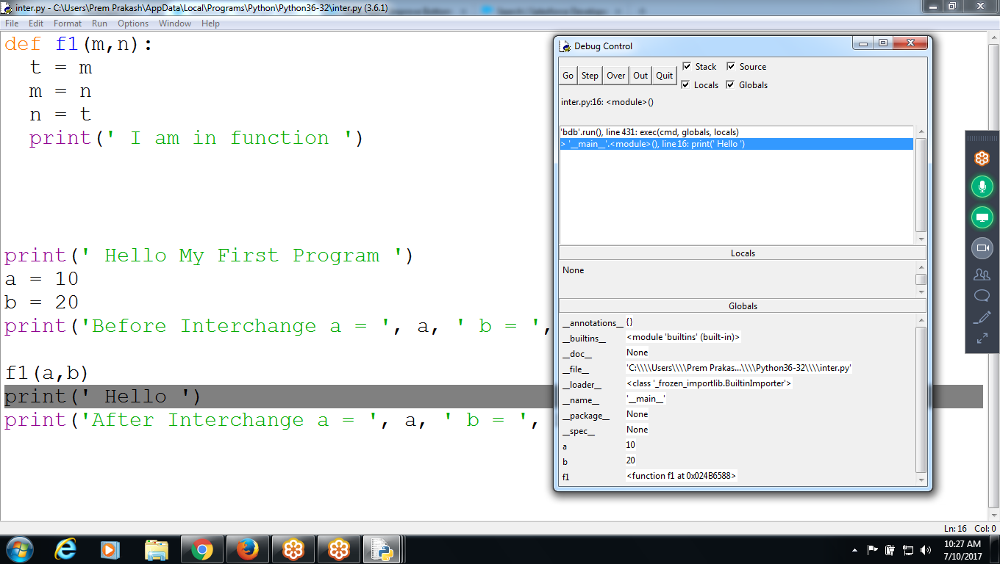 inter.py - C:\Users\Prem Prakash\AppData\Local\Programs\Python\Python36-32\inter.py (3.6.1)
File Edit Format Run Options Window Help
def f1(m,n):
t = m
m = n
n = t
print(' I am in function ')
print(' Hello My First Program ')
a = 10
b = 20
print('Before Interchange a = ', a, ' b = ',
f1(a,b)
print(' Hello ')
print('After Interchange a = ', a, ' b = ',
Debug Control
Go Step Over Out Quit
Stack Source
Locals Globals
inter.py:16: <module>()
'bdb'.run(), line 431: exec(cmd, globals, locals)
> '__main__'.<module>(), line 16: print(' Hello ')
Locals
None
Globals
__annotations__ {}
__builtins__ <module 'builtins' (built-in)>
__doc__ None
__file__ 'C:\\\\Users\\\\Prem Prakas...\\\\Python36-32\\\\inter.py'
__loader__ <class '_frozen_importlib.BuiltinImporter'>
__name__ '__main__'
__package__ None
__spec__ None
a 10
b 20
f1 <function f1 at 0x024B6588>
Ln: 16 Col: 0
10:27 AM
7/10/2017